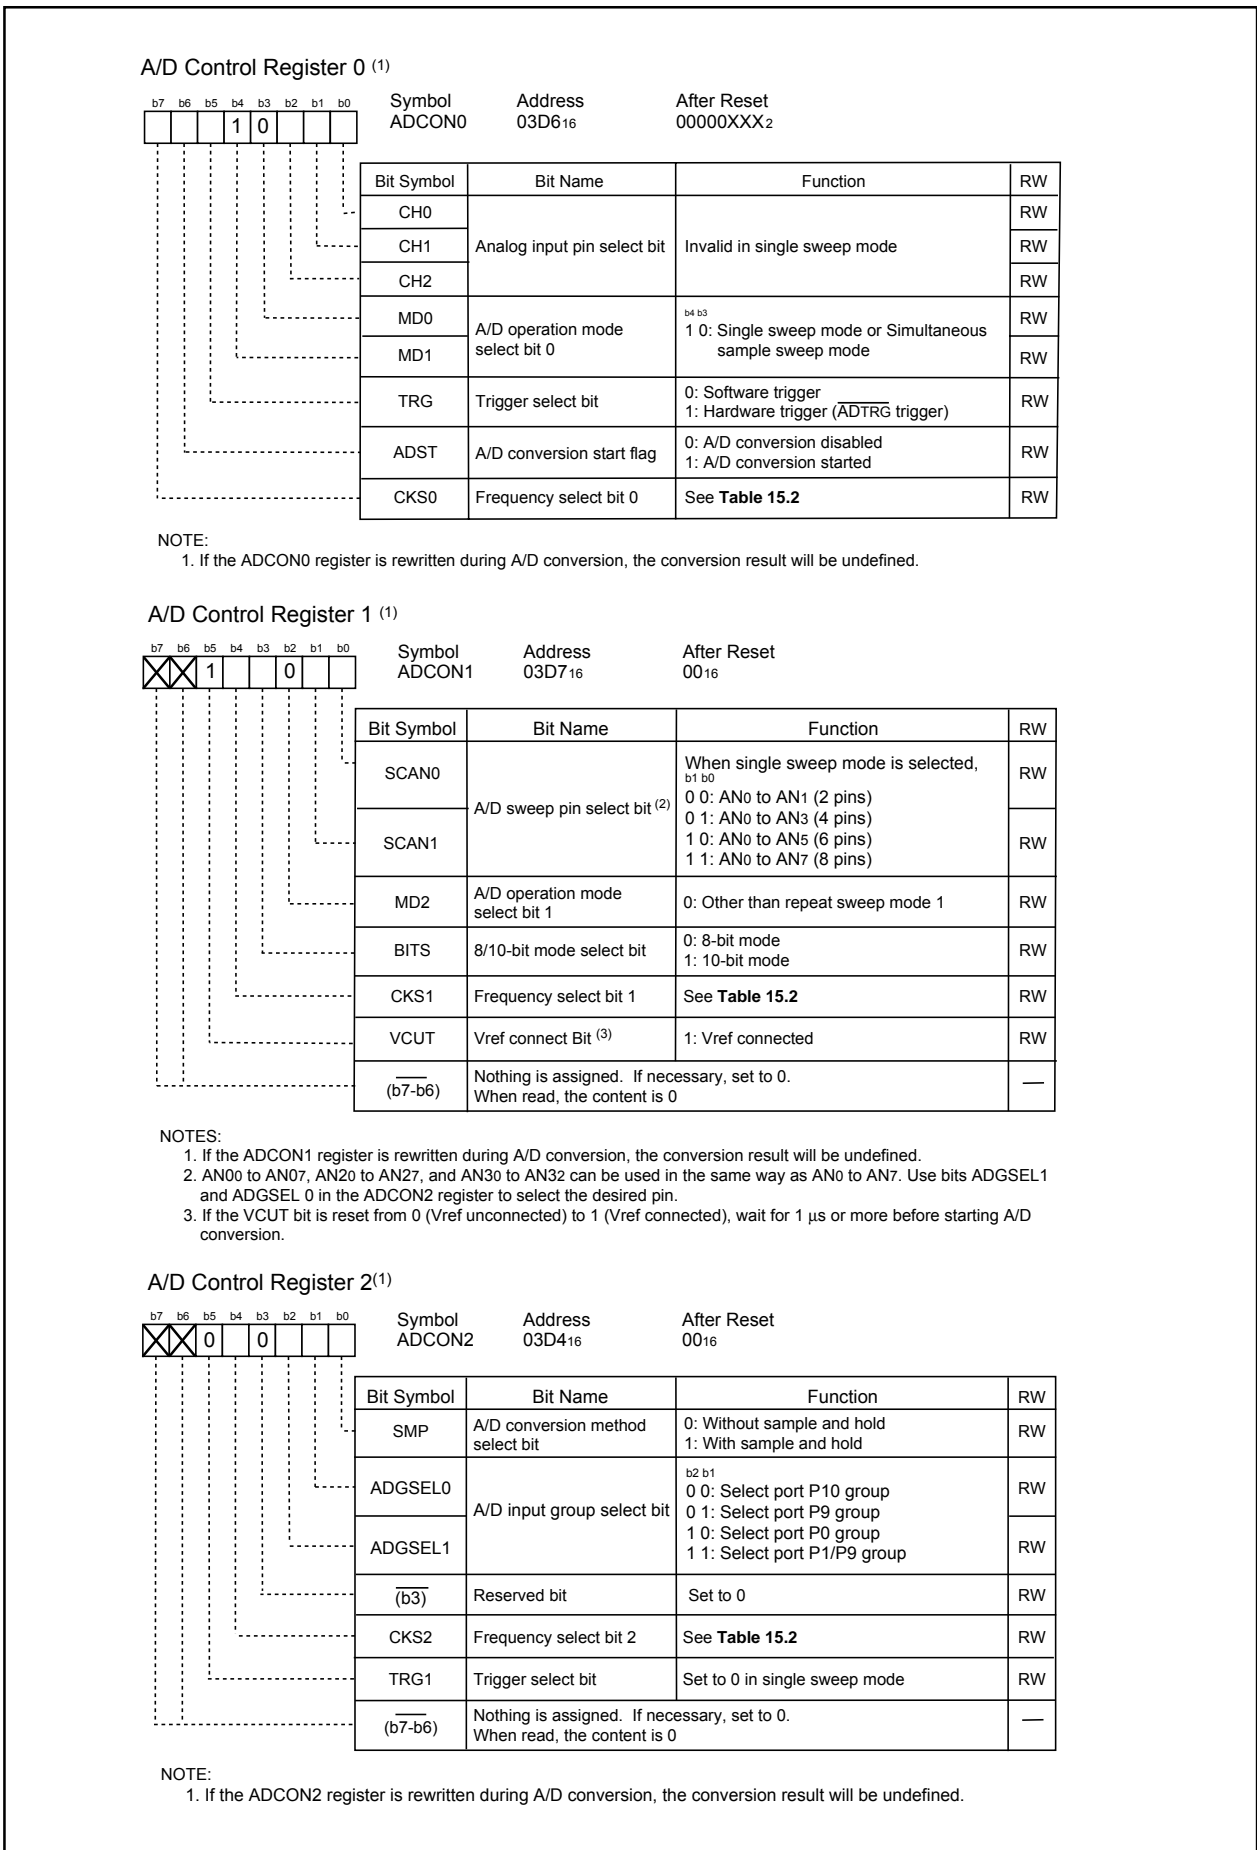 A/D Control Register 0 (1)
b7 b6 b5 b4 b3 b2 b1 b0
1 0
Symbol Address After Reset
ADCON0 03D616 00000XXX2
Bit Symbol Bit Name Function RW
CH0 RW
CH1 Analog input pin select bit Invalid in single sweep mode RW
CH2 RW
MD0 RW
MD1 RW
A/D operation mode
select bit 0
b4 b3
1 0: Single sweep mode or Simultaneous
sample sweep mode
TRG Trigger select bit RW
0: Software trigger
1: Hardware trigger (ADTRG trigger)
ADST A/D conversion start flag RW
0: A/D conversion disabled
1: A/D conversion started
CKS0 Frequency select bit 0 See Table 15.2 RW
NOTE:
1. If the ADCON0 register is rewritten during A/D conversion, the conversion result will be undefined.
A/D Control Register 1 (1)
b7 b6 b5 b4 b3 b2 b1 b0
1 0
Symbol Address After Reset
ADCON1 03D716 0016
Bit Symbol Bit Name Function RW
SCAN0 RW
SCAN1 RW
A/D sweep pin select bit (2)
When single sweep mode is selected,
b1 b0
0 0: AN0 to AN1 (2 pins)
0 1: AN0 to AN3 (4 pins)
1 0: AN0 to AN5 (6 pins)
1 1: AN0 to AN7 (8 pins)
MD2 0: Other than repeat sweep mode 1 RW
A/D operation mode
select bit 1
BITS 8/10-bit mode select bit RW
0: 8-bit mode
1: 10-bit mode
CKS1 Frequency select bit 1 See Table 15.2 RW
VCUT Vref connect Bit (3) 1: Vref connected RW
(b7-b6) —
Nothing is assigned. If necessary, set to 0.
When read, the content is 0
NOTES:
1. If the ADCON1 register is rewritten during A/D conversion, the conversion result will be undefined.
2. AN00 to AN07, AN20 to AN27, and AN30 to AN32 can be used in the same way as AN0 to AN7. Use bits ADGSEL1
and ADGSEL 0 in the ADCON2 register to select the desired pin.
3. If the VCUT bit is reset from 0 (Vref unconnected) to 1 (Vref connected), wait for 1 µs or more before starting A/D
conversion.
A/D Control Register 2(1)
b7 b6 b5 b4 b3 b2 b1 b0
0 0
Symbol Address After Reset
ADCON2 03D416 0016
Bit Symbol Bit Name Function RW
SMP RW
A/D conversion method
select bit
0: Without sample and hold
1: With sample and hold
ADGSEL0 RW
ADGSEL1 RW
A/D input group select bit
b2 b1
0 0: Select port P10 group
0 1: Select port P9 group
1 0: Select port P0 group
1 1: Select port P1/P9 group
(b3) Reserved bit Set to 0 RW
CKS2 Frequency select bit 2 See Table 15.2 RW
TRG1 Trigger select bit Set to 0 in single sweep mode RW
(b7-b6) —
Nothing is assigned. If necessary, set to 0.
When read, the content is 0
NOTE:
1. If the ADCON2 register is rewritten during A/D conversion, the conversion result will be undefined.